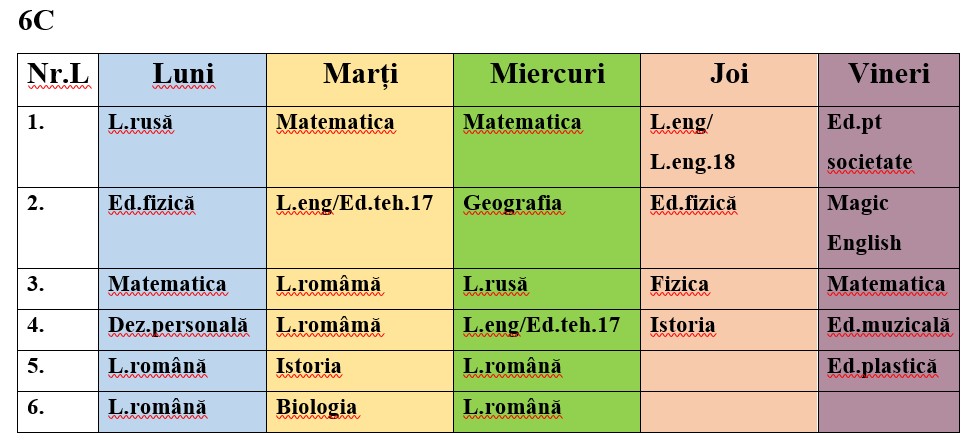 6C
Nr.L Luni Marți Miercuri Joi Vineri
1. L.rusă Matematica Matematica L.eng/ Ed.pt
L.eng.18 societate
2. Ed.fizică L.eng/Ed.teh.17 Geografia Ed.fizică Magic
English
3. Matematica L.româmă L.rusă Fizica Matematica
4. Dez.personală L.româmă L.eng/Ed.teh.17 Istoria Ed.muzicală
5. L.română Istoria L.română Ed.plastică
6. L.română Biologia L.română